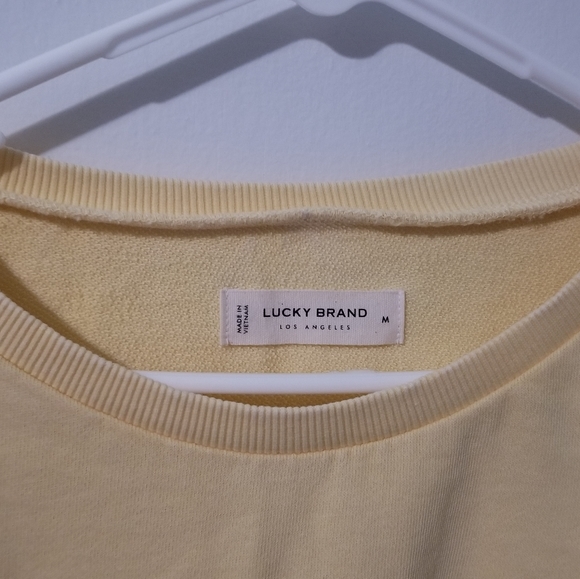 MADE IN
VIETNAM
LUCKY BRAND
LOS ANGELES
M